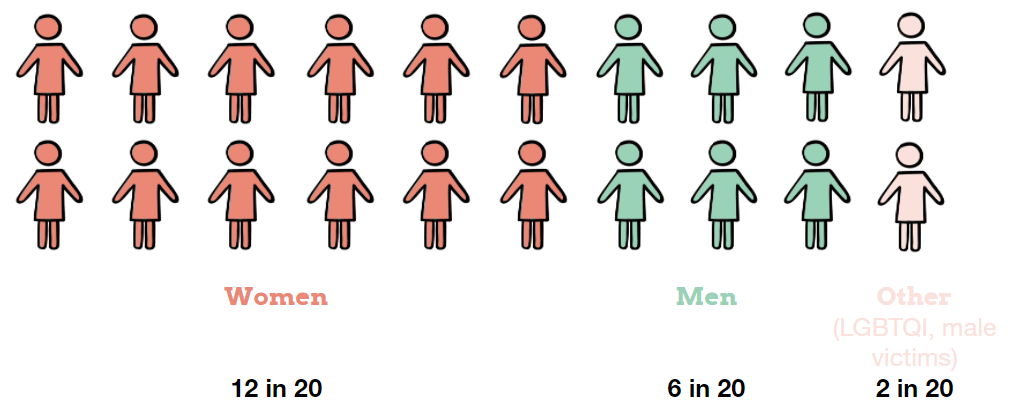 Women
Men
Other
(LGBTQI, male
victims)
12 in 20
6 in 20
2 in 20